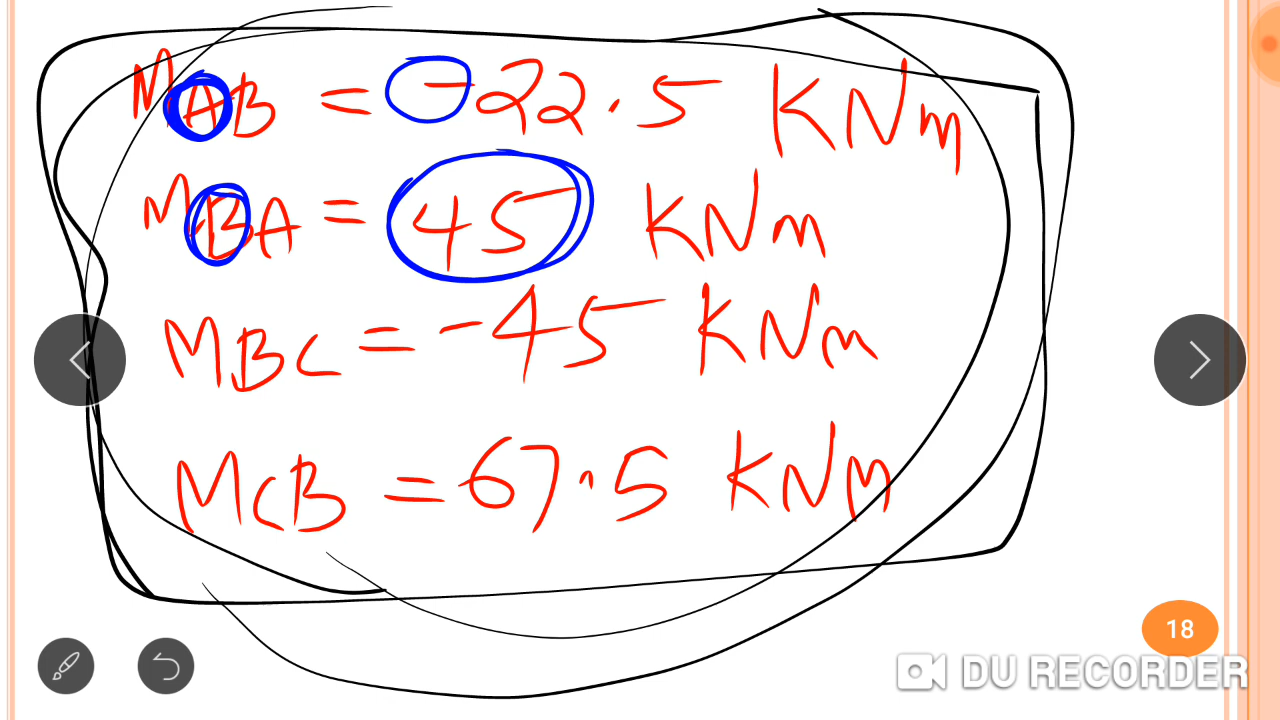 MAB = -22.5 KNm
MBA = 45 KNm
MBC = -45 KNm
MCB = 67.5 KNm
18
DU RECORDER